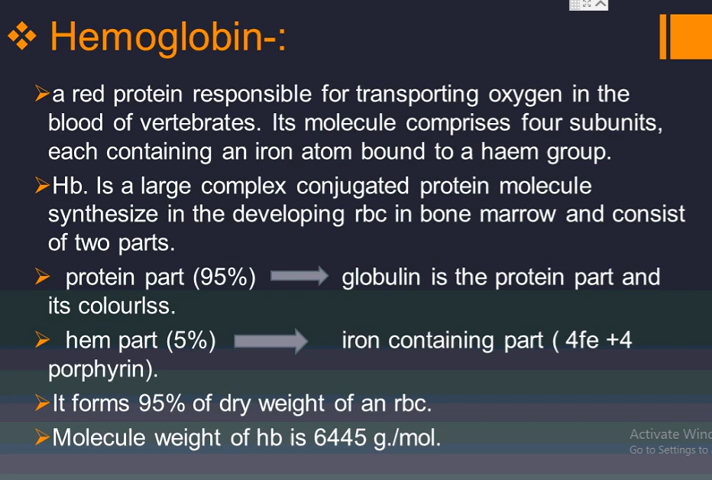 Hemoglobin-:
a red protein responsible for transporting oxygen in the
blood of vertebrates. Its molecule comprises four subunits,
each containing an iron atom bound to a haem group.
Hb. Is a large complex conjugated protein molecule
synthesize in the developing rbc in bone marrow and consist
of two parts.
protein part (95%) globulin is the protein part and
its colourlss.
hem part (5%) iron containing part ( 4fe +4
porphyrin).
It forms 95% of dry weight of an rbc.
Molecule weight of hb is 6445 g./mol.
Activate Wind
Go to Settings to